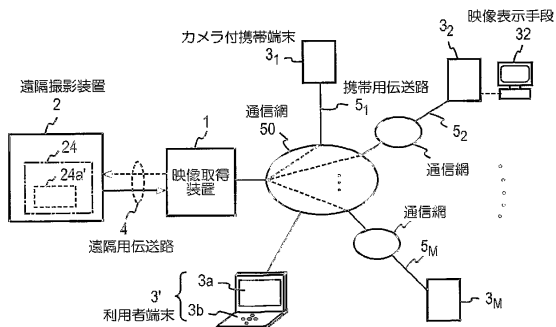 カメラ付携帯端末
3₁
映像表示手段
32
3₂
遠隔撮影装置
2
携帯用伝送路
通信網
50
5₁
5₂
1
24
24a'
映像取得
装置
通信網
4
遠隔用伝送路
通信網
5M
3a
3'
3b
利用者端末
3M